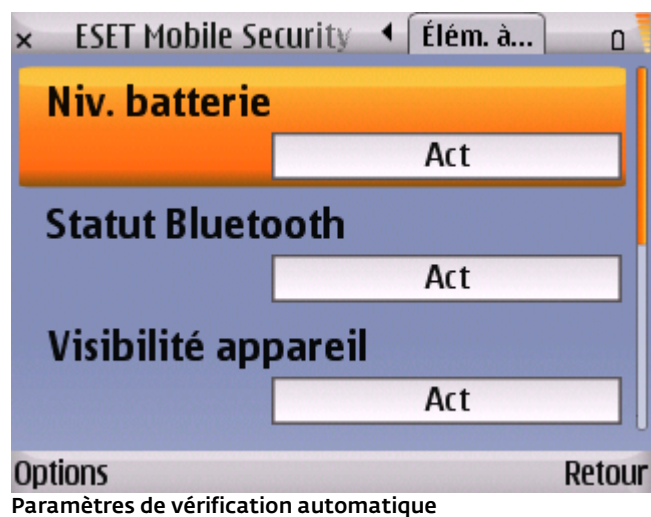 × ESET Mobile Security Élém. à...
Niv. batterie
Act
Statut Bluetooth
Act
Visibilité appareil
Act
Options Retour
Paramètres de vérification automatique